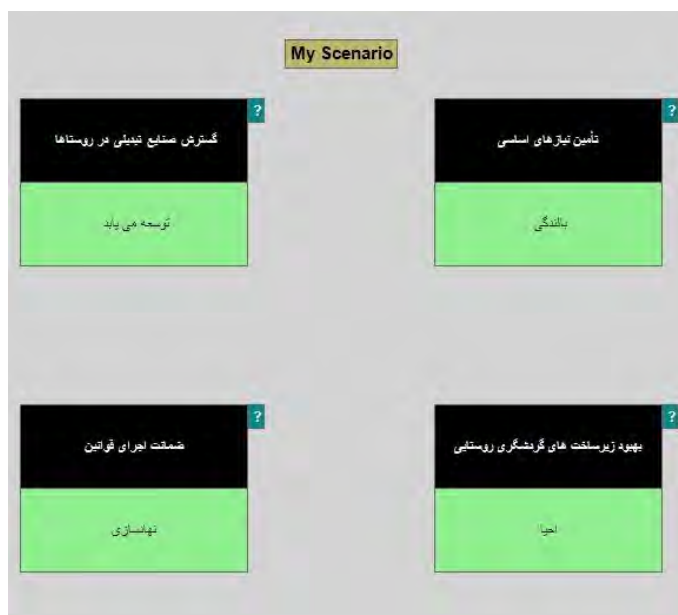 My Scenario
?
تأمین نیازهای اساسی
بالندگی
?
گسترش صنایع تبدیلی در روستاها
توسعه می یابد
?
بهبود زیرساخت های گردشگری روستایی
احیا
?
ضمانت اجرای قوانین
نهادسازی